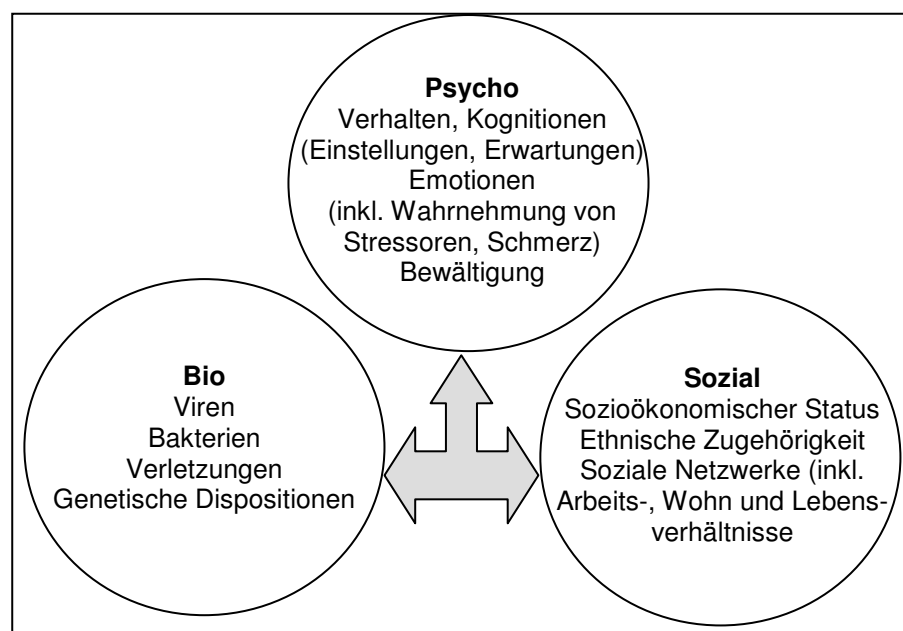 Psycho
Verhalten, Kognitionen
(Einstellungen, Erwartungen)
Emotionen
(inkl. Wahrnehmung von
Stressoren, Schmerz)
Bewältigung
Bio
Viren
Bakterien
Verletzungen
Genetische Dispositionen
Sozial
Sozioökonomischer Status
Ethnische Zugehörigkeit
Soziale Netzwerke (inkl.
Arbeits-, Wohn und Lebens-
verhältnisse